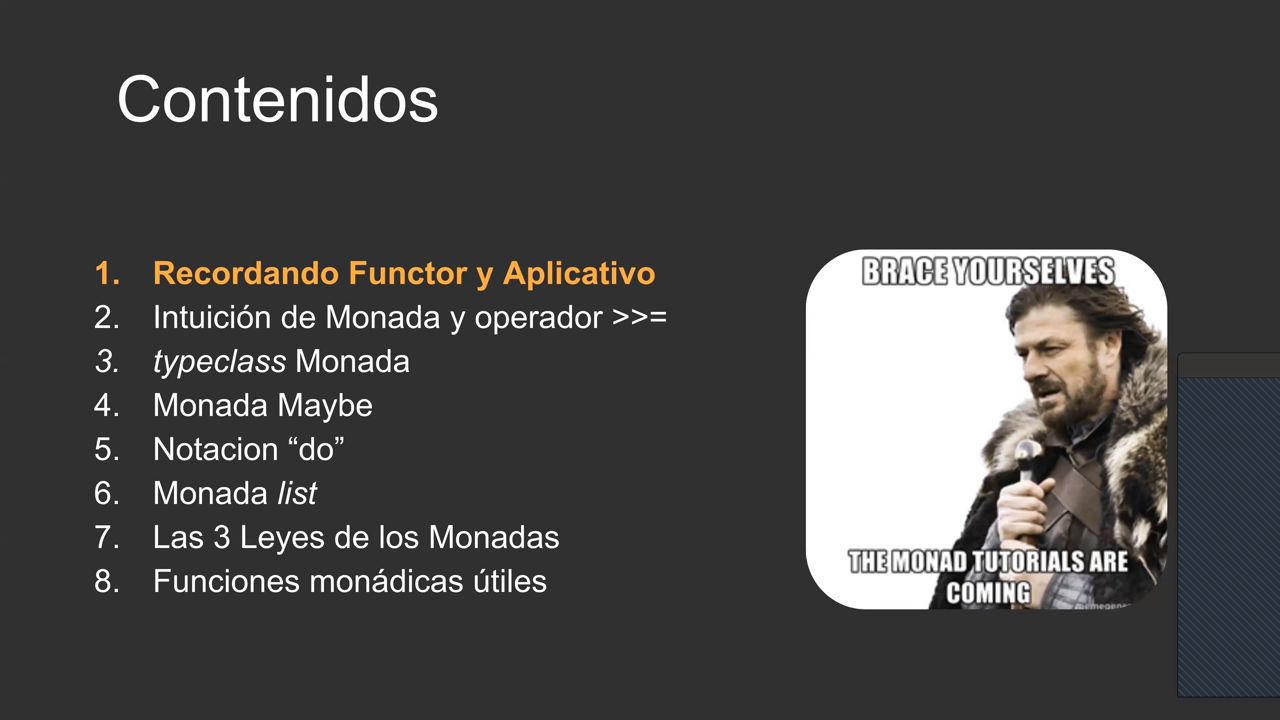 Contenidos
1. Recordando Functor y Aplicativo
2. Intuición de Monada y operador >>=
3. typeclass Monada
4. Monada Maybe
5. Notacion “do”
6. Monada list
7. Las 3 Leyes de los Monadas
8. Funciones monádicas útiles
BRACE YOURSELVES
THE MONAD TUTORIALS ARE
COMING